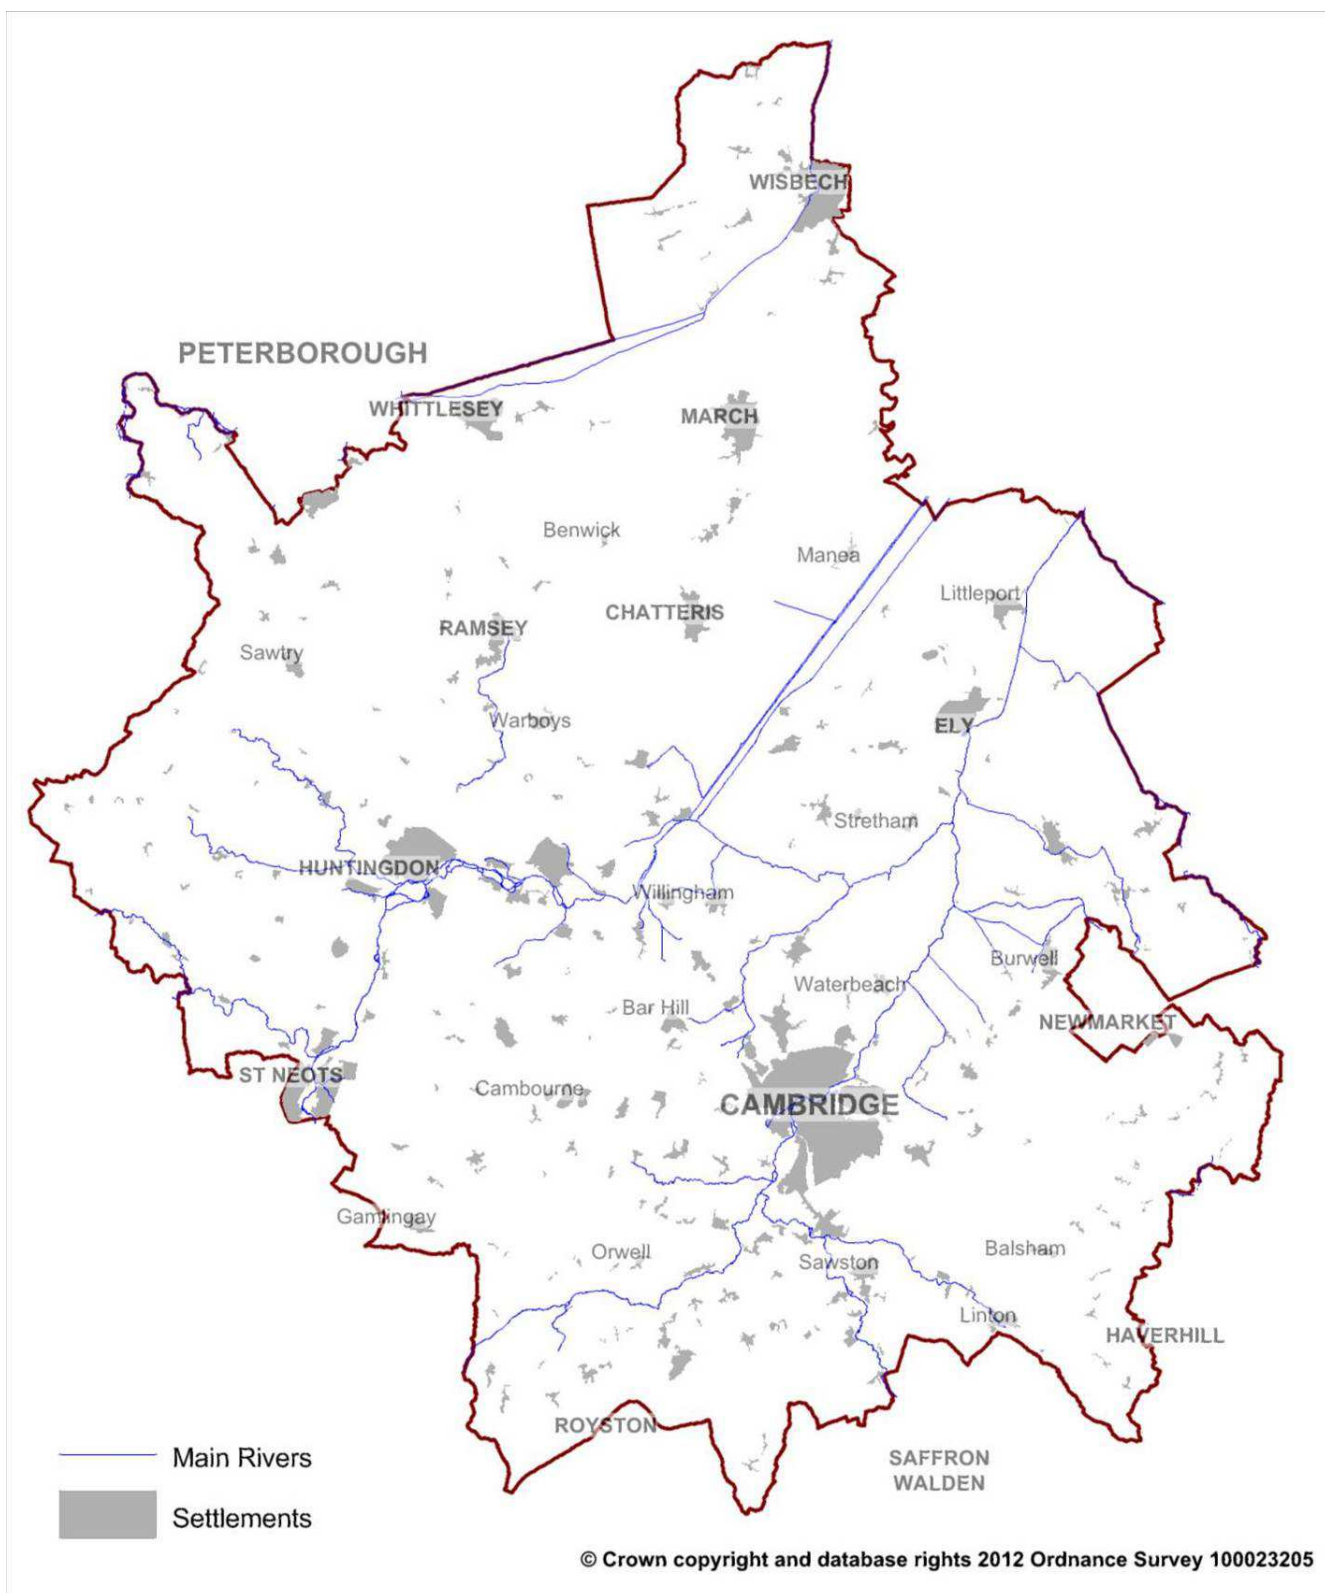 WISBECH
PETERBOROUGH
WHITTLESEY
MARCH
Benwick
Manea
Littleport
CHATTERIS
RAMSEY
Sawtry
Warboys
ELY
Stretham
HUNTINGDON
Willingham
Burwell
Waterbeach
Bar Hill
NEWMARKET
ST NEOTS
Cambourne
CAMBRIDGE
Gamlingay
Orwell
Balsham
Sawston
Linton
HAVERHILL
ROYSTON
SAFFRON
WALDEN
Main Rivers
Settlements
© Crown copyright and database rights 2012 Ordnance Survey 100023205